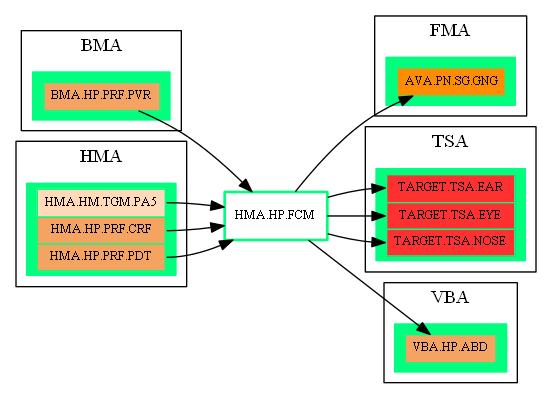 BMA
BMA.HP.PRF.PVR
HMA
HMA.HM.TGM.PA5
HMA.HP.PRF.CRF
HMA.HP.PRF.PDT
HMA.HP.FCM
FMA
AVA.PN.SG.GNG
TSA
TARGET.TSA.EAR
TARGET.TSA.EYE
TARGET.TSA.NOSE
VBA
VBA.HP.ABD